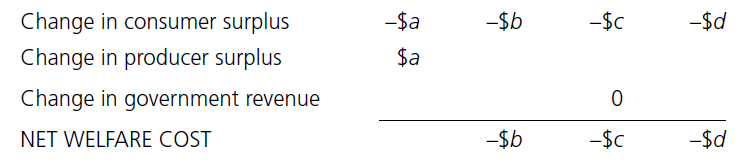 Change in consumer surplus –$a –$b –$c –$d
Change in producer surplus $a
Change in government revenue 0
NET WELFARE COST –$b –$c –$d